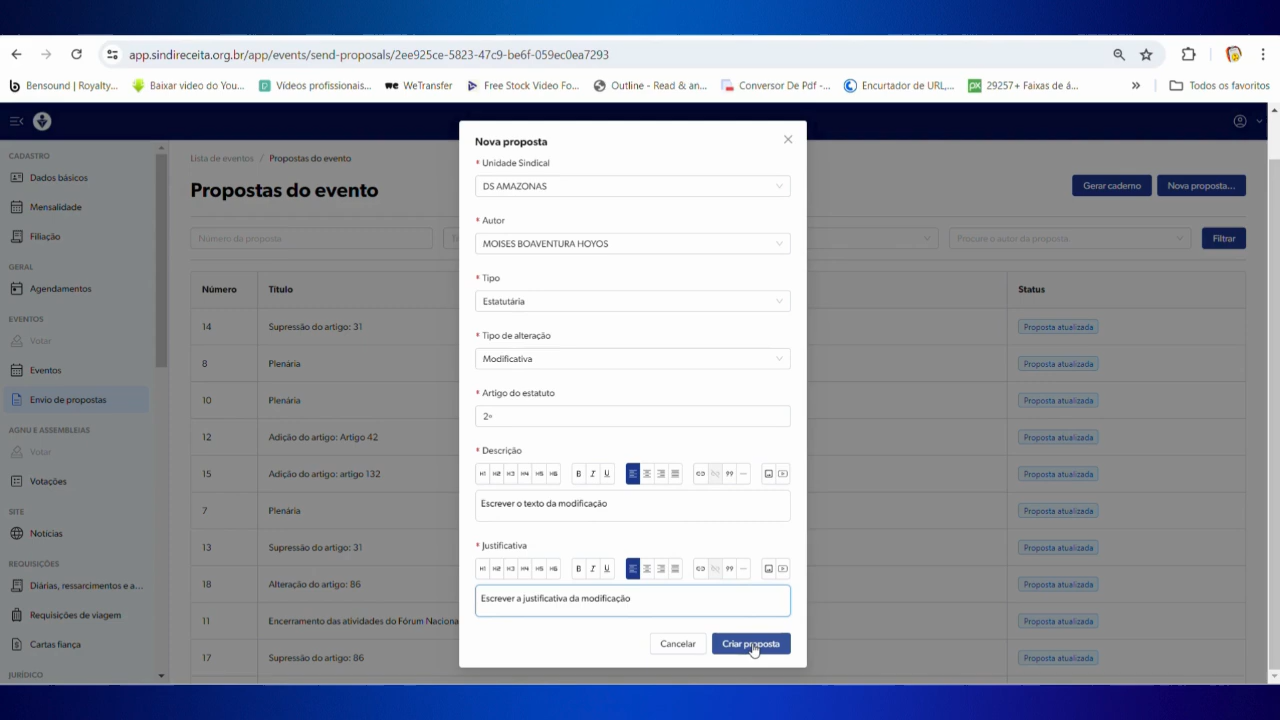 app.sindireceita.org.br/app/events/send-proposals/2ee925ce-5823-47c9-be6f-059ec0ea7293
Bensound | Royalty...
Baixar video do You...
Vídeos profissionais...
WeTransfer
Free Stock Video Fo...
Outline - Read & an...
Conversor De Pdf -...
Encurtador de URL,...
29257+ Faixas de á...
Todos os favoritos
CADASTRO
Dados básicos
Mensalidade
Filiação
GERAL
Agendamentos
EVENTOS
Votar
Eventos
Envio de propostas
AGNU E ASSEMBLEIAS
Votar
Votações
SITE
Notícias
REQUISIÇÕES
Diárias, ressarcimentos e a...
Requisições de viagem
Cartas fiança
JURÍDICO
Lista de eventos / Propostas do evento
Propostas do evento
Gerar caderno
Nova proposta...
Número da proposta
Procure o autor da proposta
Filtrar
Número Título Status
14 Supressão do artigo: 31 Proposta atualizada
8 Plenária Proposta atualizada
10 Plenária Proposta atualizada
12 Adição do artigo: Artigo 42 Proposta atualizada
15 Adição do artigo: artigo 132 Proposta atualizada
7 Plenária Proposta atualizada
13 Supressão do artigo: 31 Proposta atualizada
18 Alteração do artigo: 86 Proposta atualizada
11 Encerramento das atividades do Fórum Naciona Proposta atualizada
17 Supressão do artigo: 86 Proposta atualizada
Nova proposta
* Unidade Sindical
DS AMAZONAS
* Autor
MOISES BOAVENTURA HOYOS
* Tipo
Estatutária
* Tipo de alteração
Modificativa
* Artigo do estatuto
2º
* Descrição
H1 H2 H3 H4 H5 H6 B I U
Escrever o texto da modificação
* Justificativa
H1 H2 H3 H4 H5 H6 B I U
Escrever a justificativa da modificação
Cancelar
Criar proposta